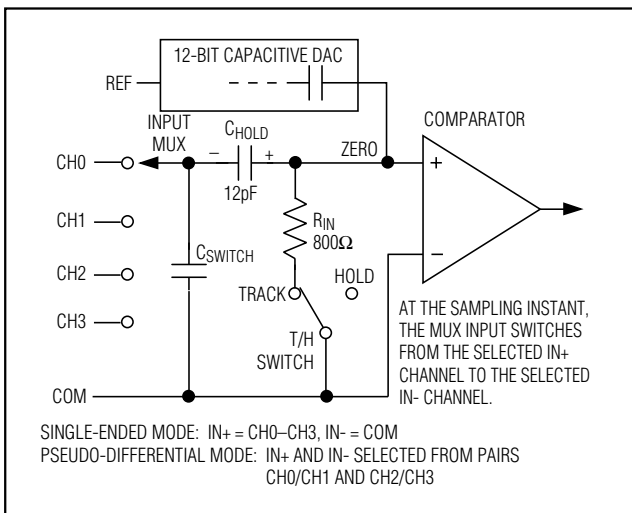 12-BIT CAPACITIVE DAC
REF
COMPARATOR
INPUT
MUX
CHOLD
– +
ZERO
+
CH0
12pF
CH1
RIN
800Ω
–
CSWITCH
HOLD
CH2
TRACK
CH3
T/H
SWITCH
AT THE SAMPLING INSTANT,
THE MUX INPUT SWITCHES
FROM THE SELECTED IN+
CHANNEL TO THE SELECTED
IN- CHANNEL.
COM
SINGLE-ENDED MODE: IN+ = CH0–CH3, IN- = COM
PSEUDO-DIFFERENTIAL MODE: IN+ AND IN- SELECTED FROM PAIRS
CH0/CH1 AND CH2/CH3